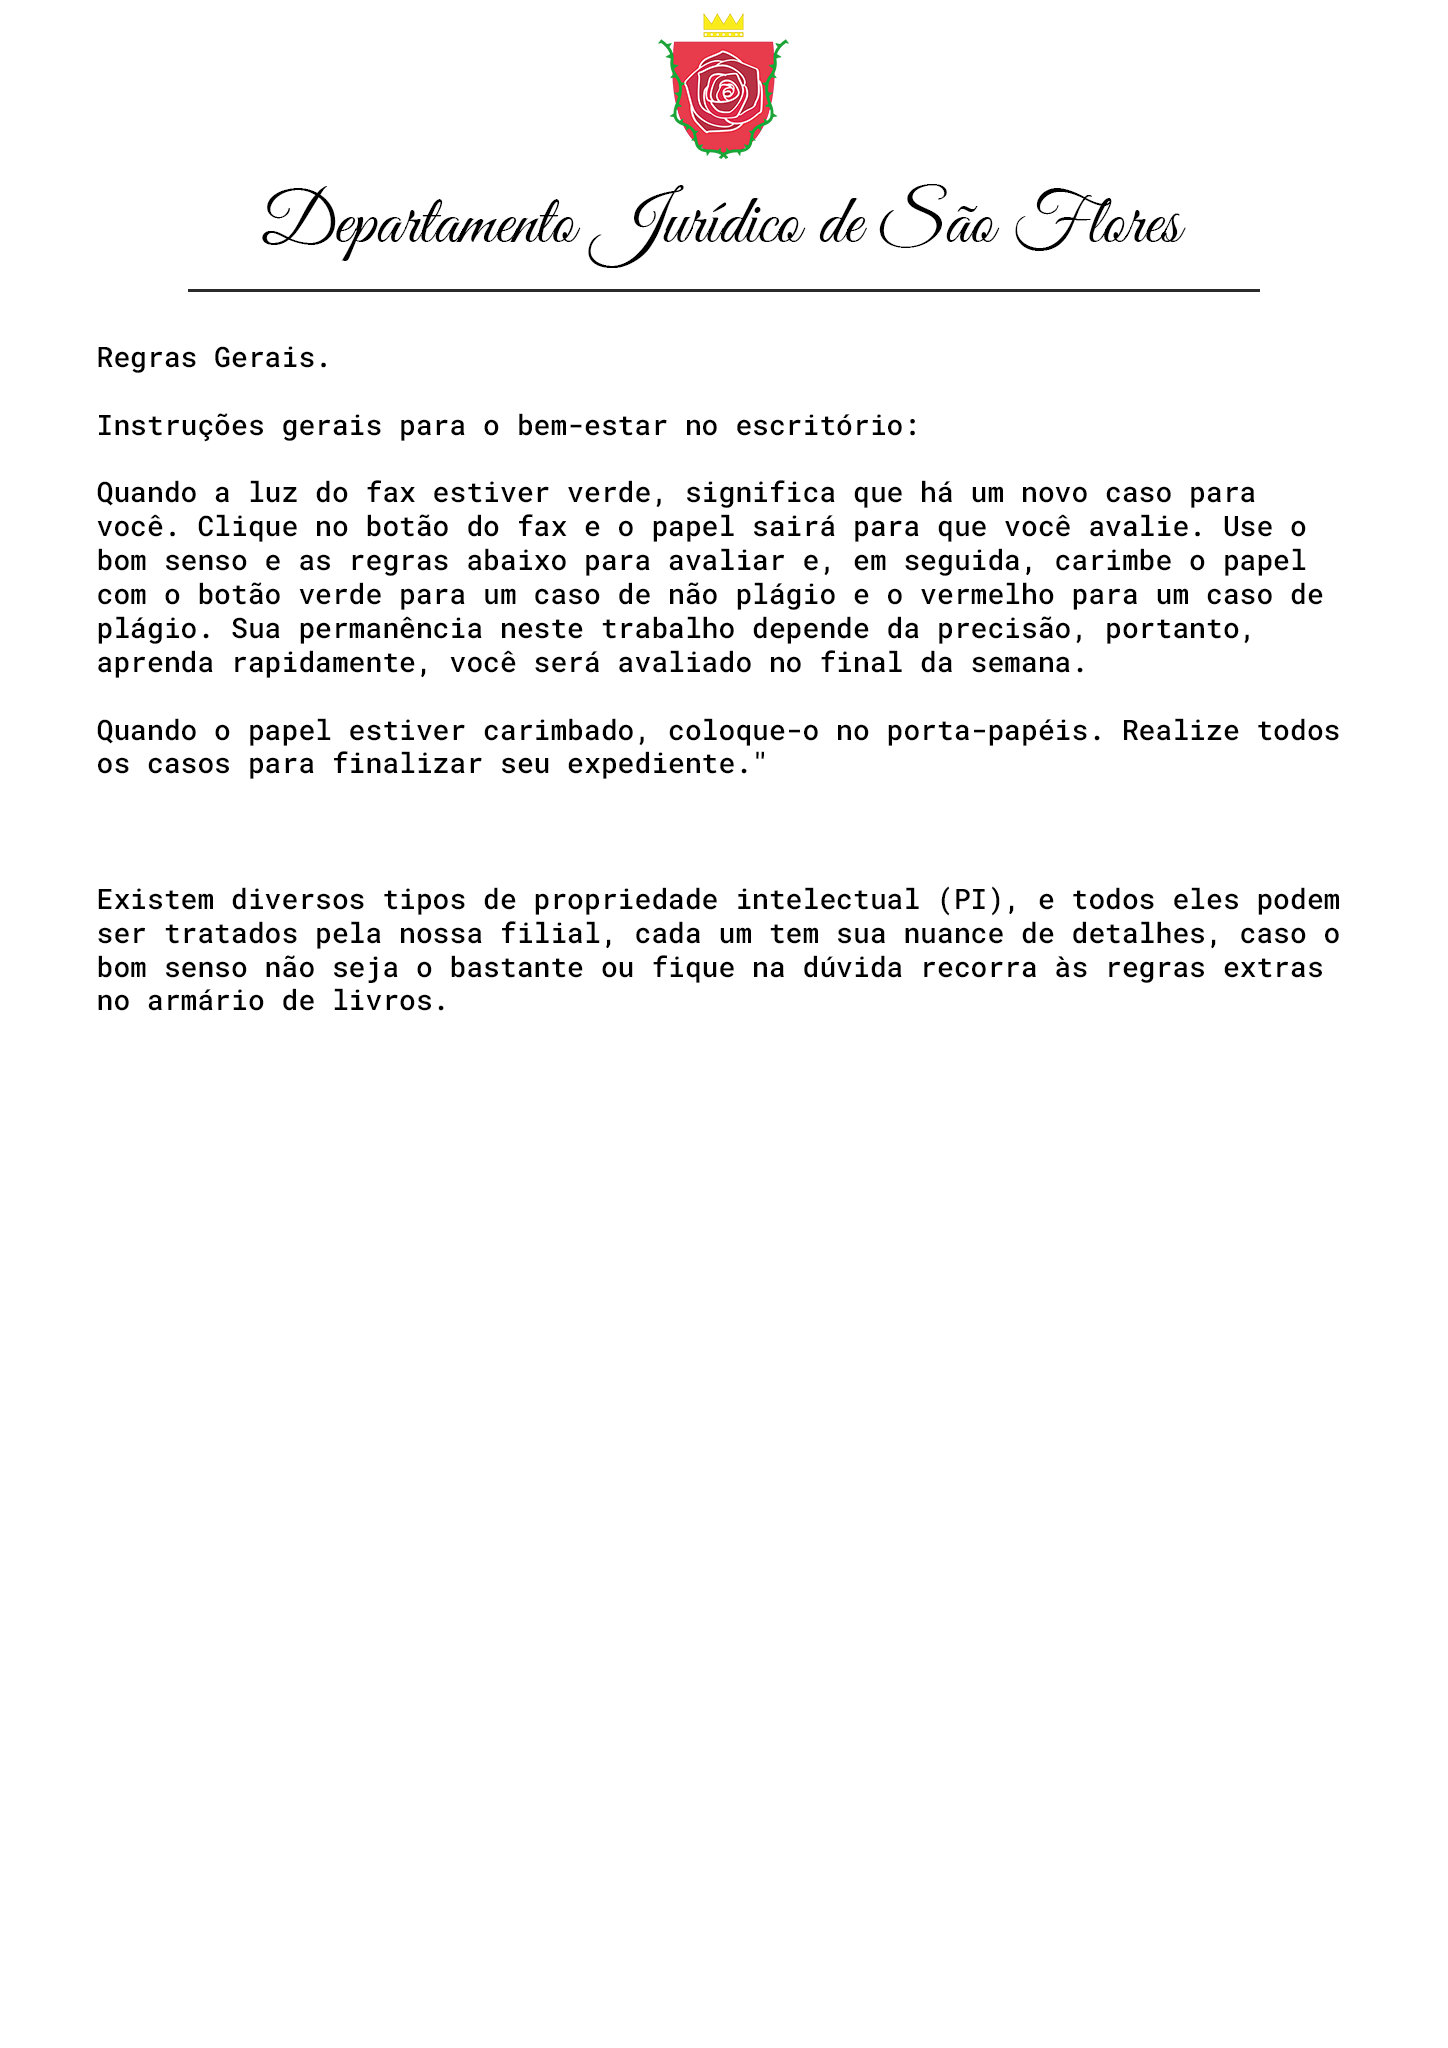 Departamento Jurídico de São Flores
Regras Gerais.
Instruções gerais para o bem-estar no escritório:
Quando a luz do fax estiver verde, significa que há um novo caso para
você. Clique no botão do fax e o papel sairá para que você avalie. Use o
bom senso e as regras abaixo para avaliar e, em seguida, carimbe o papel
com o botão verde para um caso de não plágio e o vermelho para um caso de
plágio. Sua permanência neste trabalho depende da precisão, portanto,
aprenda rapidamente, você será avaliado no final da semana.
Quando o papel estiver carimbado, coloque-o no porta-papéis. Realize todos
os casos para finalizar seu expediente."
Existem diversos tipos de propriedade intelectual (PI), e todos eles podem
ser tratados pela nossa filial, cada um tem sua nuance de detalhes, caso o
bom senso não seja o bastante ou fique na dúvida recorra às regras extras
no armário de livros.